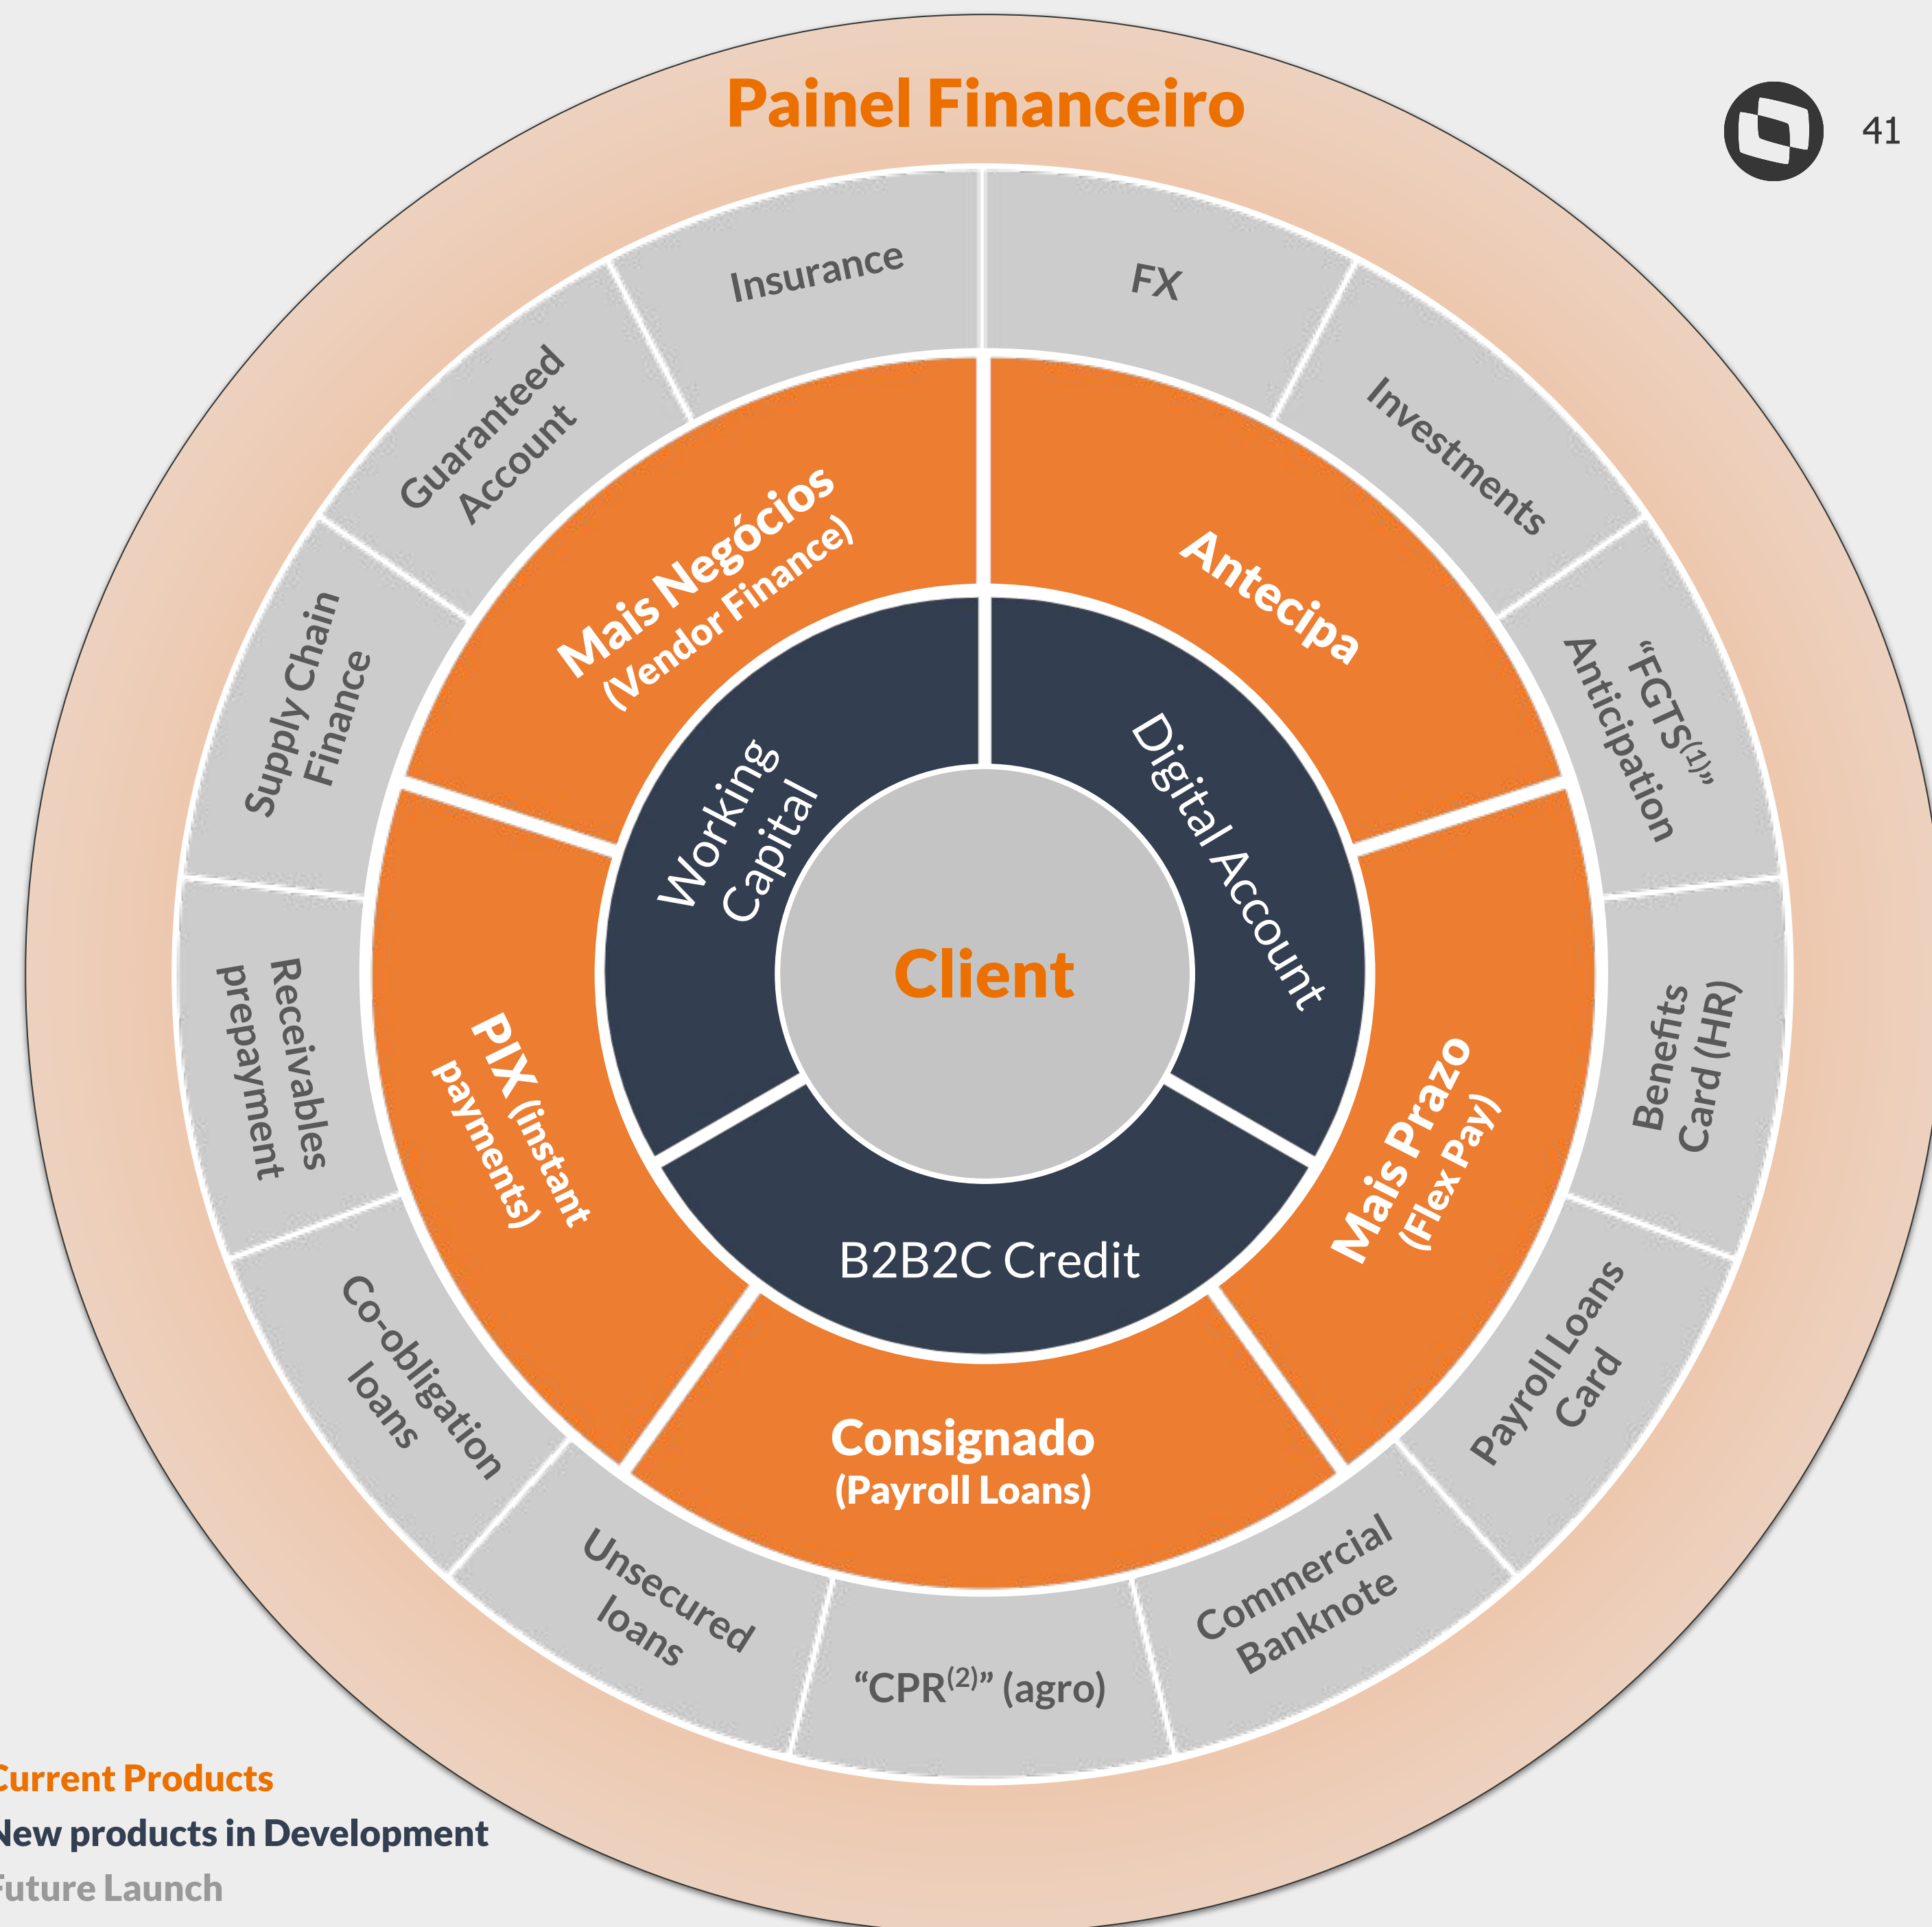 Painel Financeiro
41
Insurance
FX
Investments
“FGTS(1)”
Anticipation
Benefits
Card (HR)
Payroll Loans
Card
Commercial
Banknote
“CPR(2)” (agro)
Unsecured
loans
Co-obligation
loans
Receivables
prepayment
Supply Chain
Finance
Guaranteed
Account
Mais Negócios
(Vendor Finance)
Antecipa
Mais Prazo
(Flex Pay)
Consignado
(Payroll Loans)
PIX (instant
payments)
Working
Capital
Digital Account
B2B2C Credit
Client
Current Products
New products in Development
Future Launch